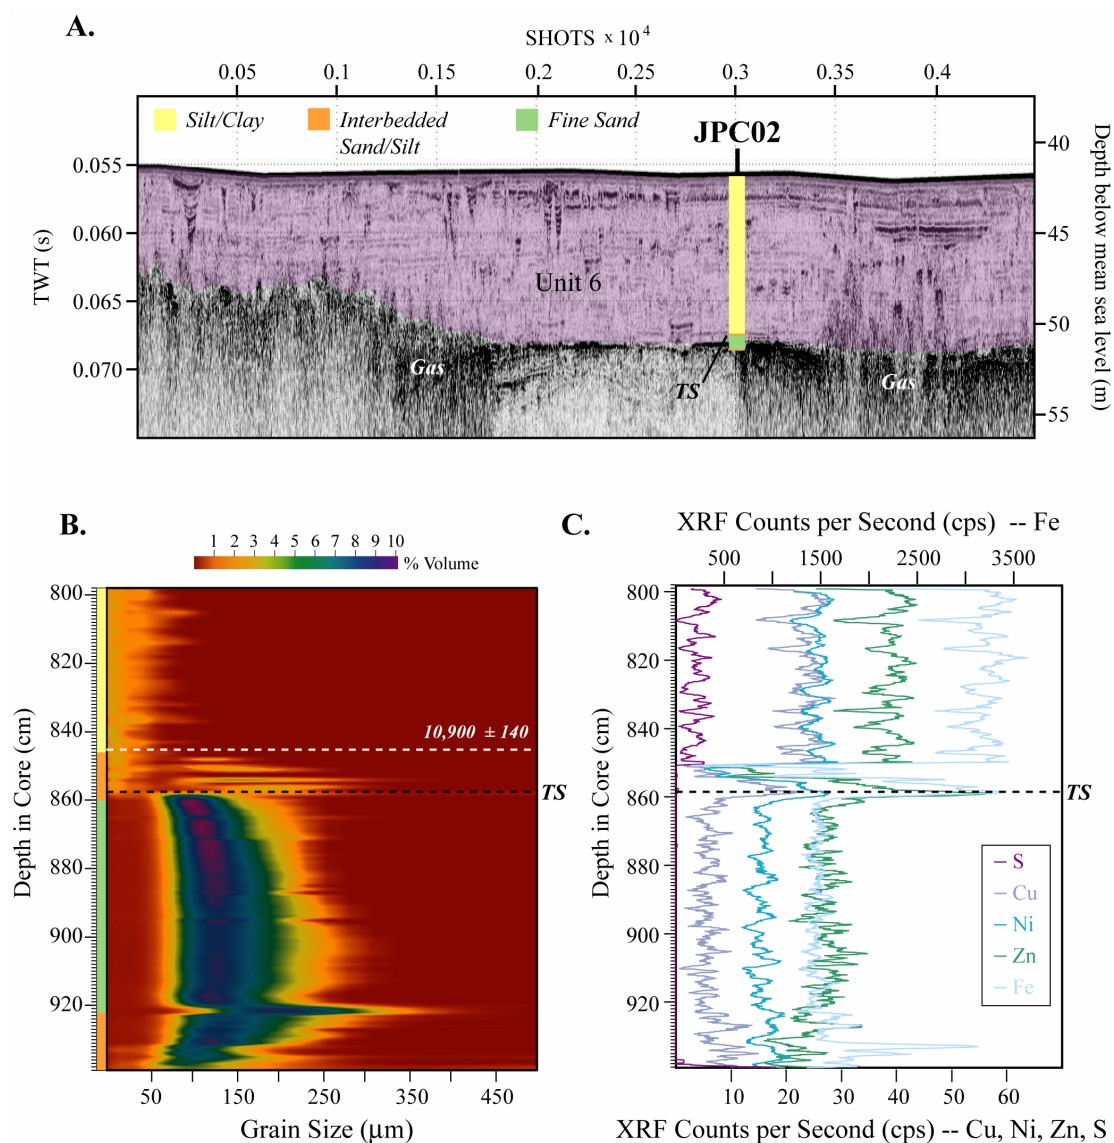 A.
SHOTS x 10⁴
0.05 0.1 0.15 0.2 0.25 0.3 0.35 0.4
Silt/Clay
Interbedded
Sand/Silt
Fine Sand
JPC02
TWT (s)
0.055
0.060
0.065
0.070
Unit 6
Gas
TS
Gas
40
45
50
55
Depth below mean sea level (m)
B.
1 2 3 4 5 6 7 8 9 10
% Volume
Depth in Core (cm)
800
820
840
860
880
900
920
10,900 ± 140
TS
50 150 250 350 450
Grain Size (μm)
C.
XRF Counts per Second (cps) -- Fe
500 1500 2500 3500
Depth in Core (cm)
800
820
840
860
880
900
920
TS
S
Cu
Ni
Zn
Fe
10 20 30 40 50 60
XRF Counts per Second (cps) -- Cu, Ni, Zn, S